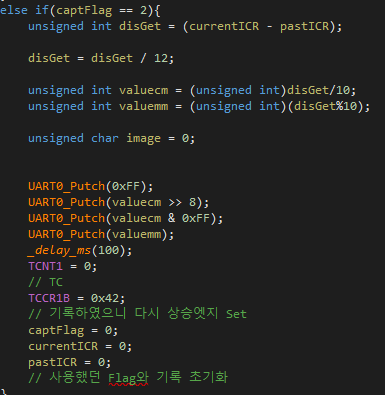 else if(captFlag == 2){
unsigned int disGet = (currentICR - pastICR);
disGet = disGet / 12;
unsigned int valuecm = (unsigned int)disGet/10;
unsigned int valuemm = (unsigned int)(disGet%10);
unsigned char image = 0;
UART0_Putch(0xFF);
UART0_Putch(valuecm >> 8);
UART0_Putch(valuecm & 0xFF);
UART0_Putch(valuemm);
_delay_ms(100);
TCNT1 = 0;
// TC
TCCR1B = 0x42;
// 기록하였으니 다시 상승엣지 Set
captFlag = 0;
currentICR = 0;
pastICR = 0;
// 사용했던 Flag와 기록 초기화
}